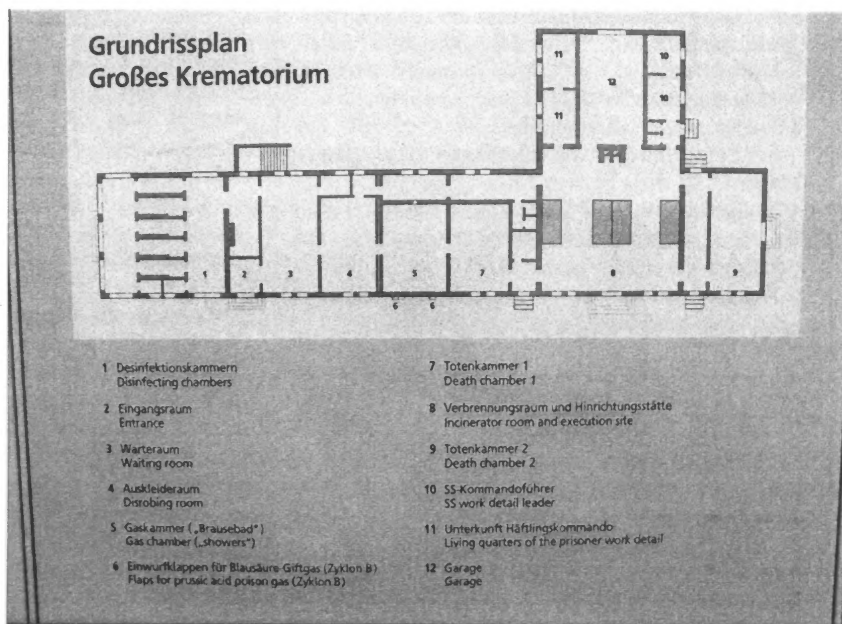 Grundrissplan
Großes Krematorium
11
12
10
11
10
1
2
3
4
5
7
8
9
6
6
1 Desinfektionskammern
Disinfecting chambers
2 Eingangsraum
Entrance
3 Warteraum
Waiting room
4 Auskleideraum
Disrobing room
5 Gaskammer („Brausebad")
Gas chamber („showers")
6 Einwurfklappen für Blausäure-Giftgas (Zyklon B)
Flaps for prussic acid poison gas (Zyklon B)
7 Totenkammer 1
Death chamber 1
8 Verbrennungsraum und Hinrichtungsstätte
Incinerator room and execution site
9 Totenkammer 2
Death chamber 2
10 SS-Kommandoführer
SS work detail leader
11 Unterkunft Häftlingskommando
Living quarters of the prisoner work detail
12 Garage
Garage